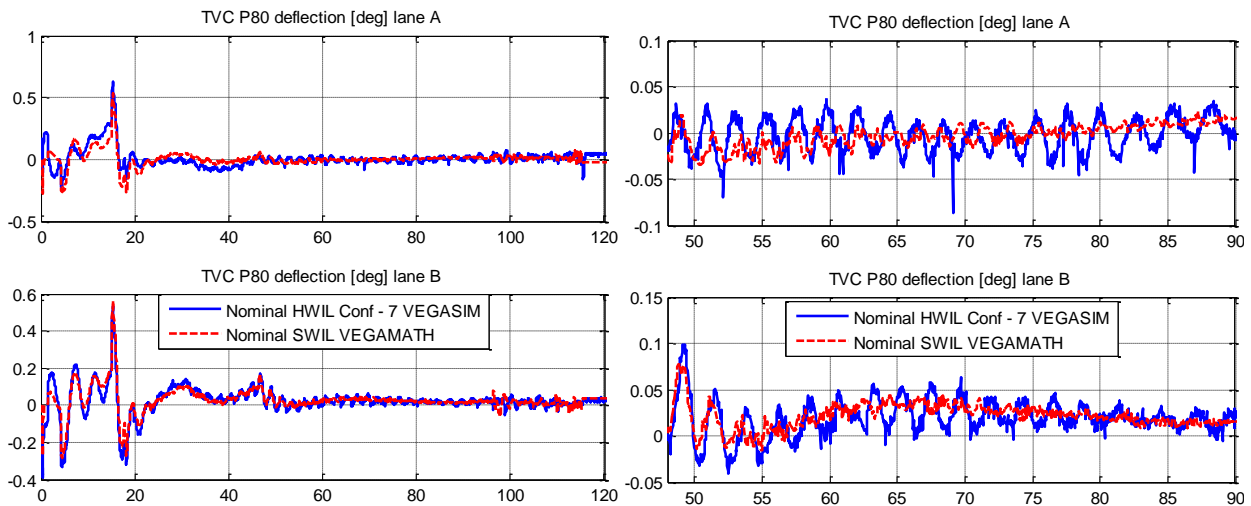 TVC P80 deflection [deg] lane A
1
0.5
0
-0.5
0 20 40 60 80 100 120
TVC P80 deflection [deg] lane A
0.1
0.05
0
-0.05
-0.1
50 55 60 65 70 75 80 85 90
TVC P80 deflection [deg] lane B
0.6
0.4
0.2
0
-0.2
-0.4
Nominal HWIL Conf - 7 VEGASIM
Nominal SWIL VEGAMATH
0 20 40 60 80 100 120
TVC P80 deflection [deg] lane B
0.15
0.1
0.05
0
-0.05
Nominal HWIL Conf - 7 VEGASIM
Nominal SWIL VEGAMATH
50 55 60 65 70 75 80 85 90